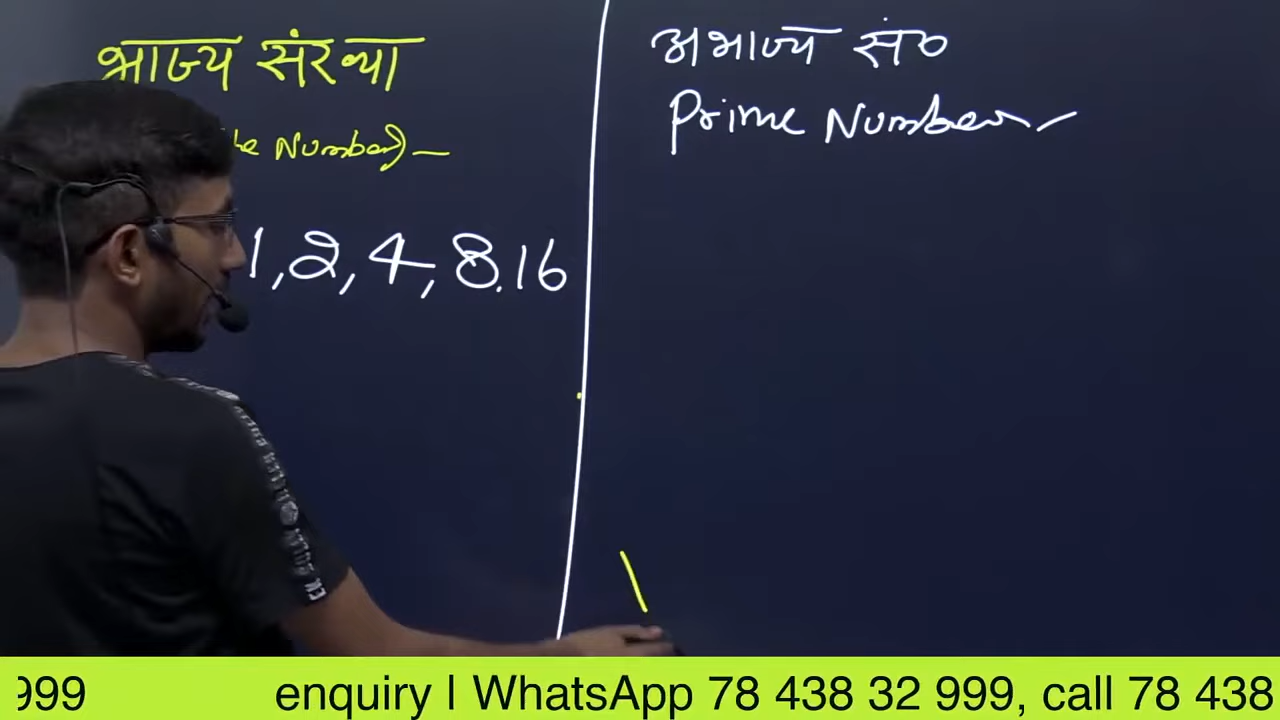 भाज्य संख्या
Number) —
1, 2, 4, 8.16
अभाज्य सं०
Prime Number
999 enquiry I WhatsApp 78 438 32 999, call 78 438